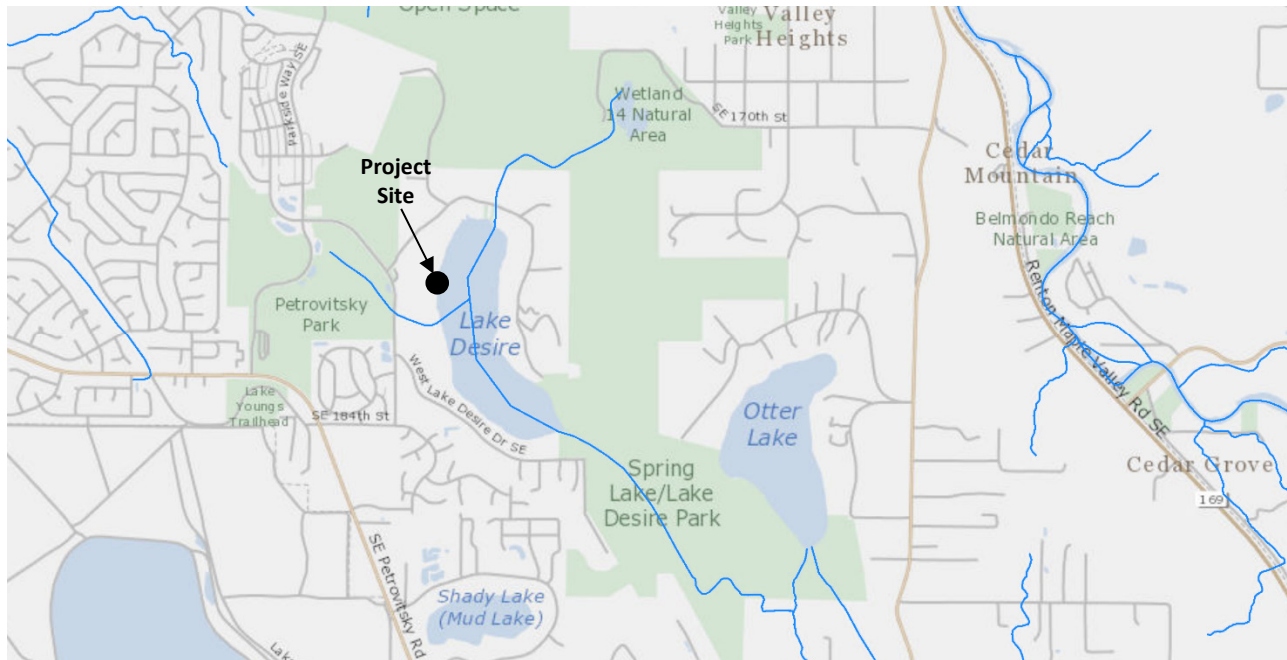 Open Space
Valley
Heights
Park
Valley
Heights
Parkside Way SE
Wetland
14 Natural
Area
SE 170th St
Project
Site
Cedar
Mountain
Belmondo Reach
Natural Area
Petrovitsky
Park
Lake
Desire
Renton Maple Valley Rd SE
West Lake Desire Dr SE
Lake
Youngs
Trailhead
SE 184th St
Otter
Lake
Spring
Lake/Lake
Desire Park
Cedar Grove
169
SE Petrovitsky Rd
Shady Lake
(Mud Lake)